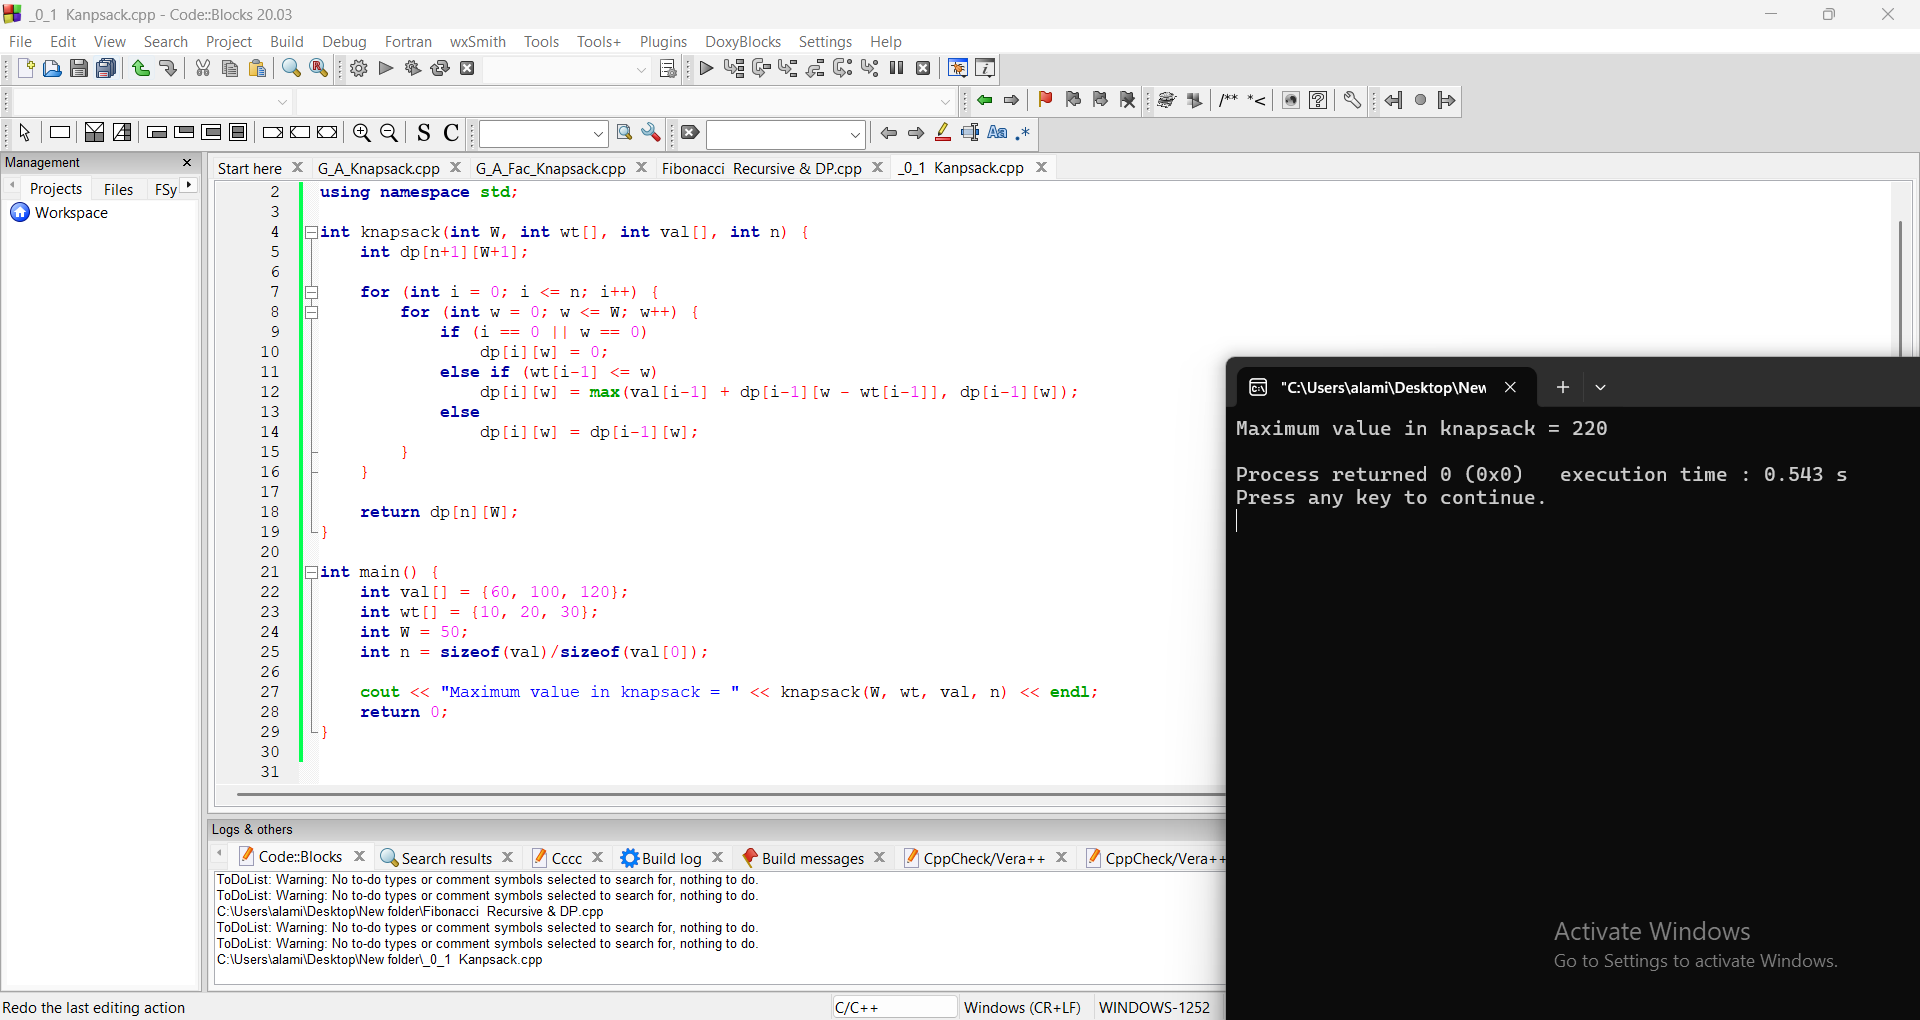 _0_1 Kanpsack.cpp - Code::Blocks 20.03
File Edit View Search Project Build Debug Fortran wxSmith Tools Tools+ Plugins DoxyBlocks Settings Help
/** *<
S C
Aa .*
Management
Start here G_A_Knapsack.cpp G_A_Fac_Knapsack.cpp Fibonacci Recursive & DP.cpp _0_1 Kanpsack.cpp
Projects Files FSy
Workspace
2 using namespace std;
3
4 int knapsack(int W, int wt[], int val[], int n) {
5 int dp[n+1][W+1];
6
7 for (int i = 0; i <= n; i++) {
8 for (int w = 0; w <= W; w++) {
9 if (i == 0 || w == 0)
10 dp[i][w] = 0;
11 else if (wt[i-1] <= w)
12 dp[i][w] = max(val[i-1] + dp[i-1][w - wt[i-1]], dp[i-1][w]);
13 else
14 dp[i][w] = dp[i-1][w];
15 }
16 }
17
18 return dp[n][W];
19 }
20
21 int main() {
22 int val[] = {60, 100, 120};
23 int wt[] = {10, 20, 30};
24 int W = 50;
25 int n = sizeof(val)/sizeof(val[0]);
26
27 cout << "Maximum value in knapsack = " << knapsack(W, wt, val, n) << endl;
28 return 0;
29 }
30
31
"C:\Users\alami\Desktop\New
Maximum value in knapsack = 220
Process returned 0 (0x0) execution time : 0.543 s
Press any key to continue.
Logs & others
Code::Blocks Search results Cccc Build log Build messages CppCheck/Vera++ CppCheck/Vera++
ToDoList: Warning: No to-do types or comment symbols selected to search for, nothing to do.
ToDoList: Warning: No to-do types or comment symbols selected to search for, nothing to do.
C:\Users\alami\Desktop\New folder\Fibonacci Recursive & DP.cpp
ToDoList: Warning: No to-do types or comment symbols selected to search for, nothing to do.
ToDoList: Warning: No to-do types or comment symbols selected to search for, nothing to do.
C:\Users\alami\Desktop\New folder\_0_1 Kanpsack.cpp
Activate Windows
Go to Settings to activate Windows.
Redo the last editing action C/C++ Windows (CR+LF) WINDOWS-1252